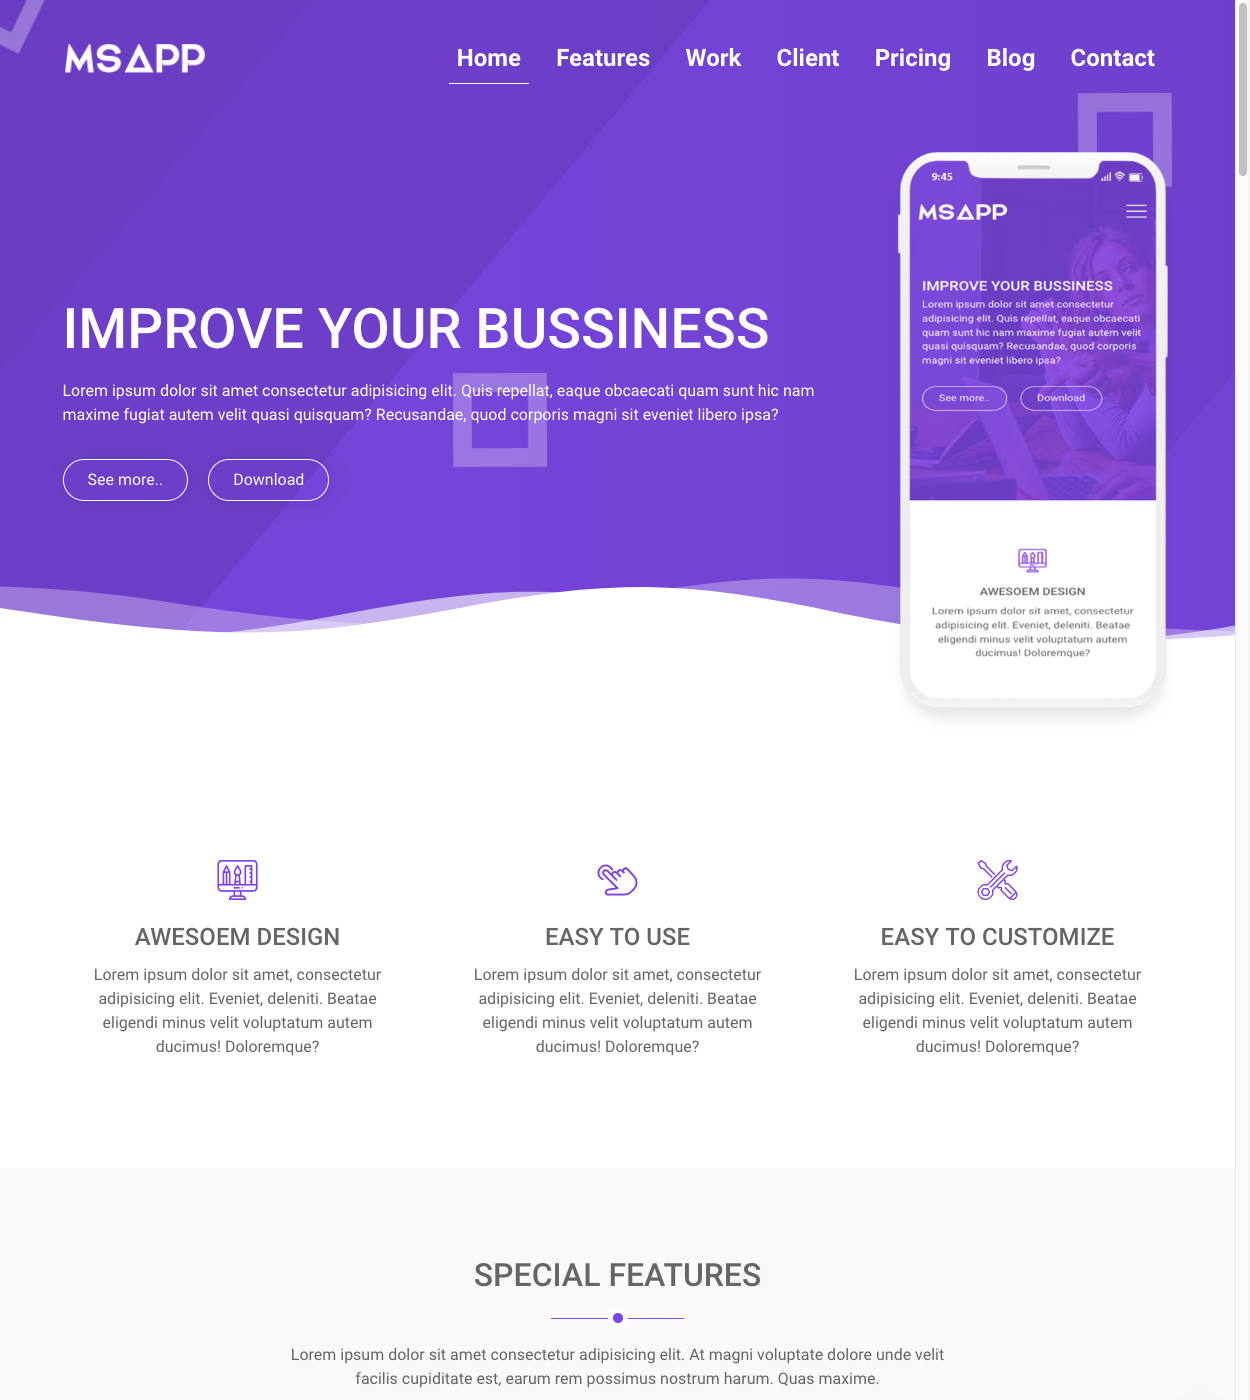 MSAPP
Home Features Work Client Pricing Blog Contact
IMPROVE YOUR BUSSINESS
Lorem ipsum dolor sit amet consectetur adipisicing elit. Quis repellat, eaque obcaecati quam sunt hic nam
maxime fugiat autem velit quasi quisquam? Recusandae, quod corporis magni sit eveniet libero ipsa?
See more.. Download
9:45
MSAPP
IMPROVE YOUR BUSSINESS
Lorem ipsum dolor sit amet consectetur
adipisicing elit. Quis repellat, eaque obcaecati
quam sunt hic nam maxime fugiat autem velit
quasi quisquam? Recusandae, quod corporis
magni sit eveniet libero ipsa?
See more.. Download
AWESOEM DESIGN
Lorem ipsum dolor sit amet, consectetur
adipisicing elit. Eveniet, deleniti. Beatae
eligendi minus velit voluptatum autem
ducimus! Doloremque?
AWESOEM DESIGN
Lorem ipsum dolor sit amet, consectetur
adipisicing elit. Eveniet, deleniti. Beatae
eligendi minus velit voluptatum autem
ducimus! Doloremque?
EASY TO USE
Lorem ipsum dolor sit amet, consectetur
adipisicing elit. Eveniet, deleniti. Beatae
eligendi minus velit voluptatum autem
ducimus! Doloremque?
EASY TO CUSTOMIZE
Lorem ipsum dolor sit amet, consectetur
adipisicing elit. Eveniet, deleniti. Beatae
eligendi minus velit voluptatum autem
ducimus! Doloremque?
SPECIAL FEATURES
Lorem ipsum dolor sit amet consectetur adipisicing elit. At magni voluptate dolore unde velit
facilis cupiditate est, earum rem possimus nostrum harum. Quas maxime.